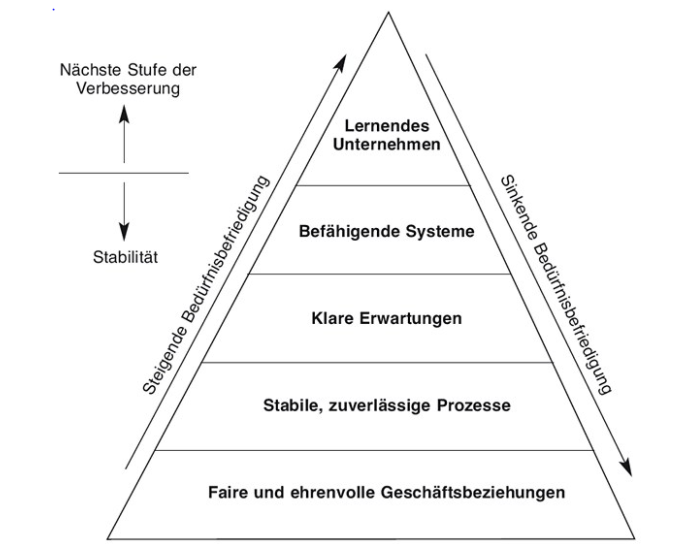 Nächste Stufe der
Verbesserung
Stabilität
Steigende Bedürfnisbefriedigung
Lernendes
Unternehmen
Befähigende Systeme
Klare Erwartungen
Stabile, zuverlässige Prozesse
Faire und ehrenvolle Geschäftsbeziehungen
Sinkende Bedürfnisbefriedigung